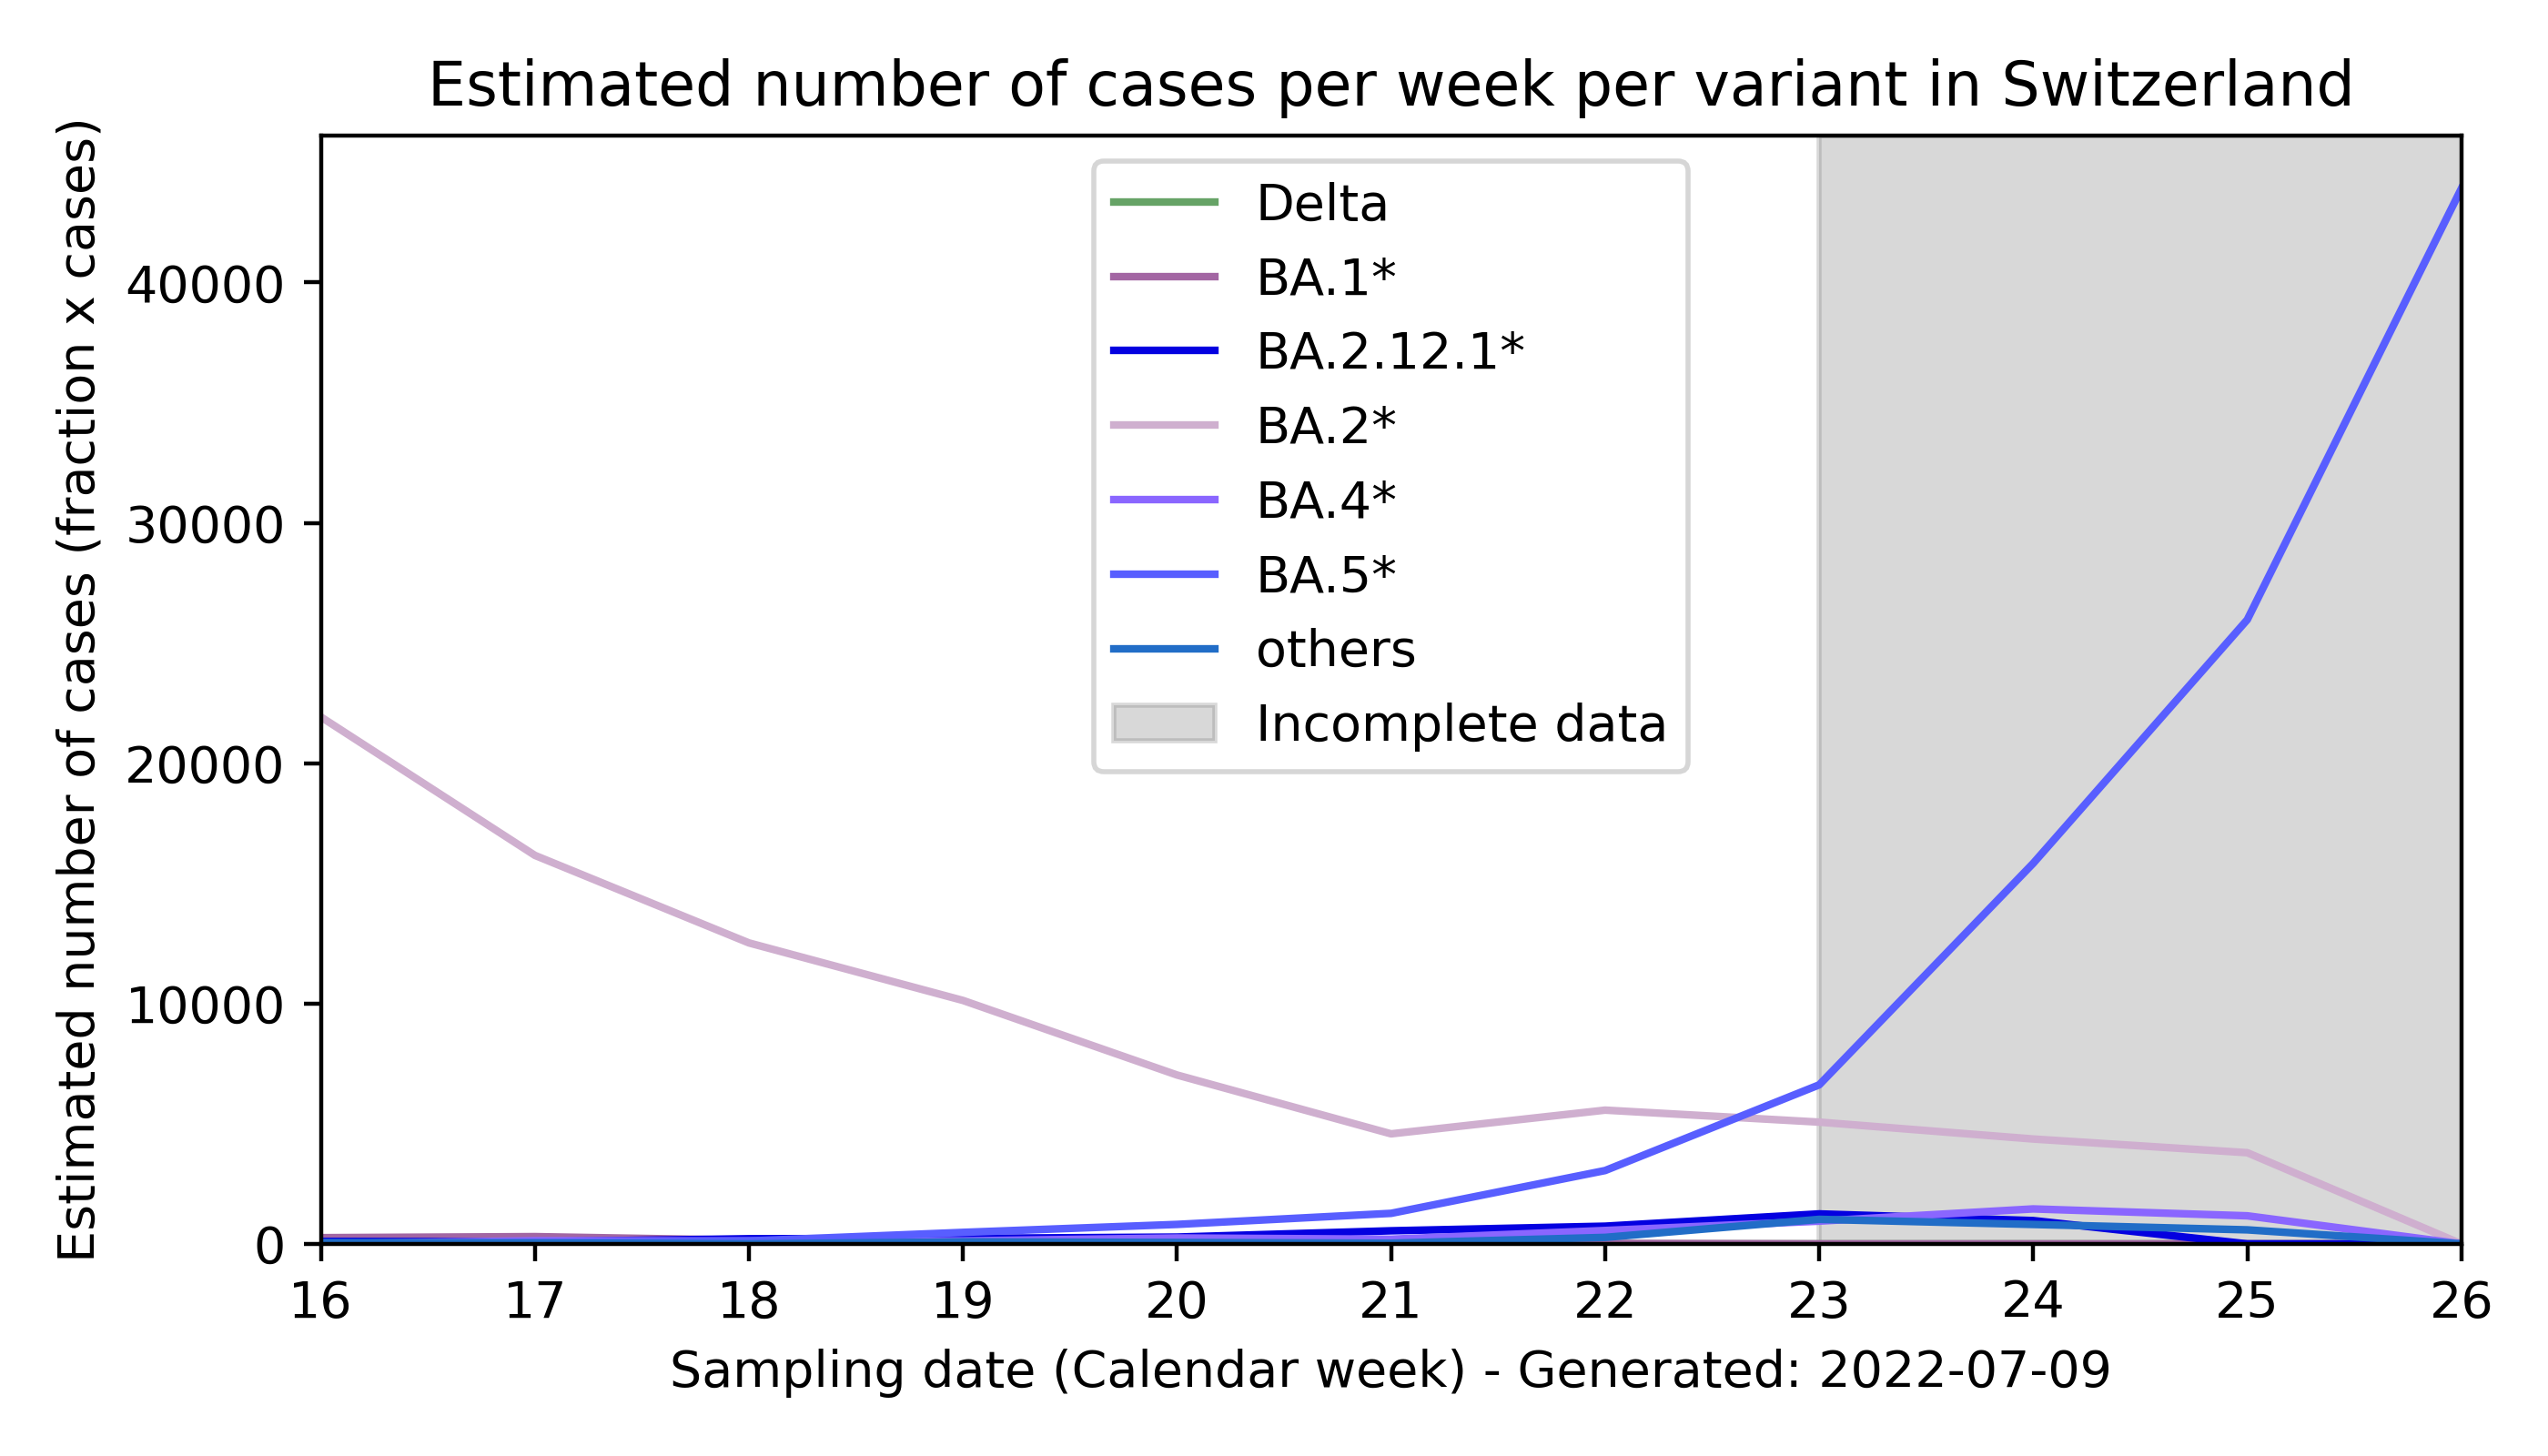 Estimated number of cases per week per variant in Switzerland
Estimated number of cases (fraction x cases)
40000
30000
20000
10000
0
Delta
BA.1*
BA.2.12.1*
BA.2*
BA.4*
BA.5*
others
Incomplete data
16 17 18 19 20 21 22 23 24 25 26
Sampling date (Calendar week) - Generated: 2022-07-09